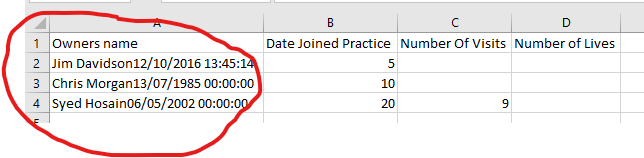 A B C D
1 Owners name Date Joined Practice Number Of Visits Number of Lives
2 Jim Davidson12/10/2016 13:45:14 5
3 Chris Morgan13/07/1985 00:00:00 10
4 Syed Hosain06/05/2002 00:00:00 20 9